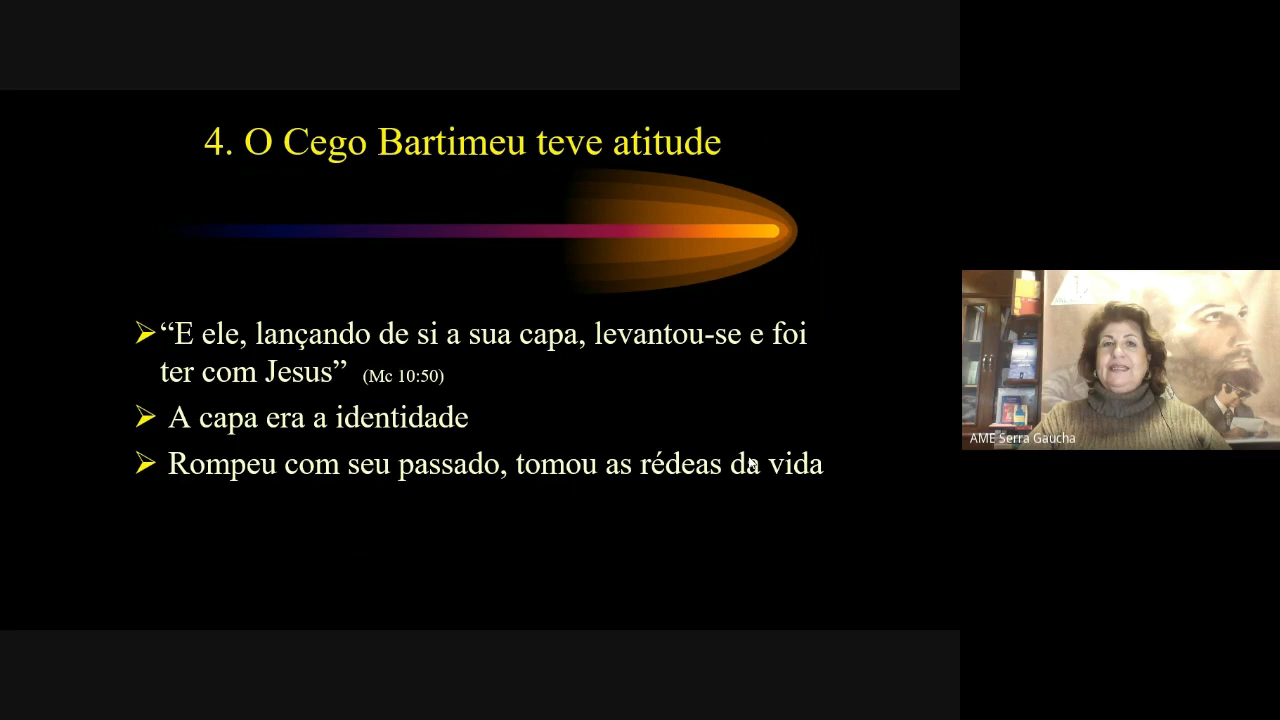 4. O Cego Bartimeu teve atitude
“E ele, lançando de si a sua capa, levantou-se e foi
ter com Jesus” (Mc 10:50)
A capa era a identidade
Rompeu com seu passado, tomou as rédeas da vida
AME Serra Gaucha